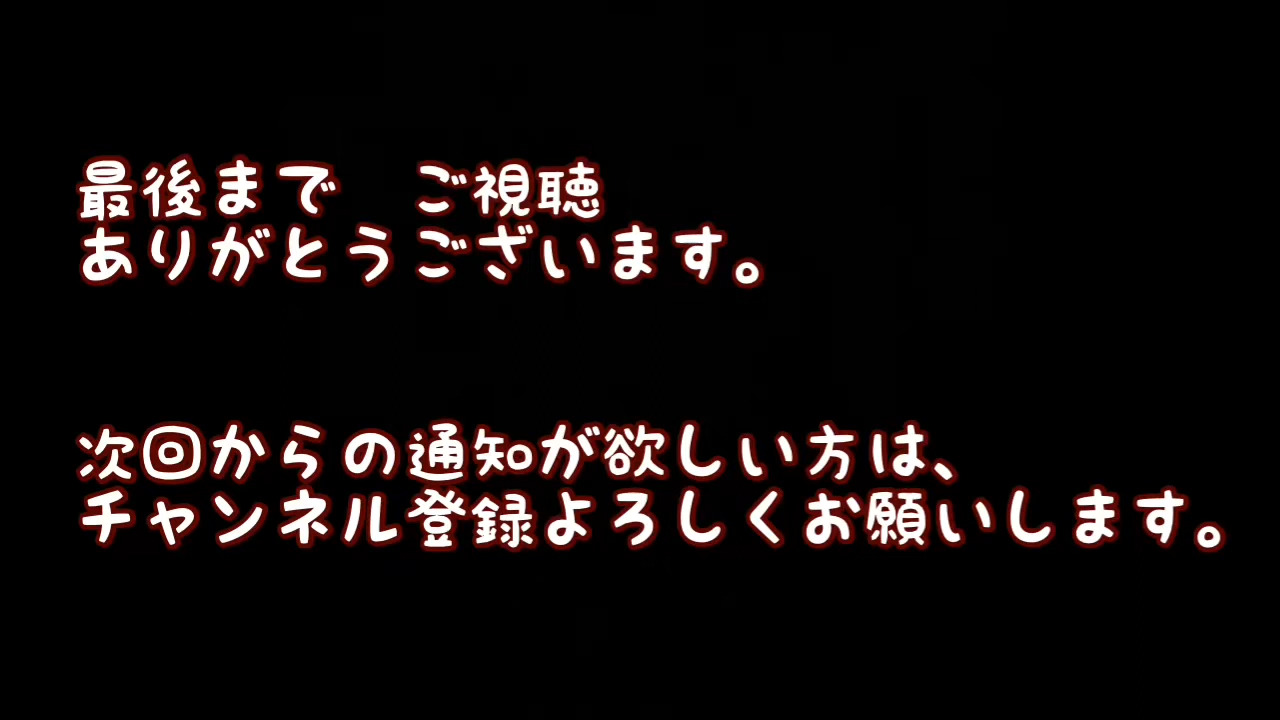 最後まで　ご視聴
ありがとうございます。
次回からの通知が欲しい方は、
チャンネル登録よろしくお願いします。